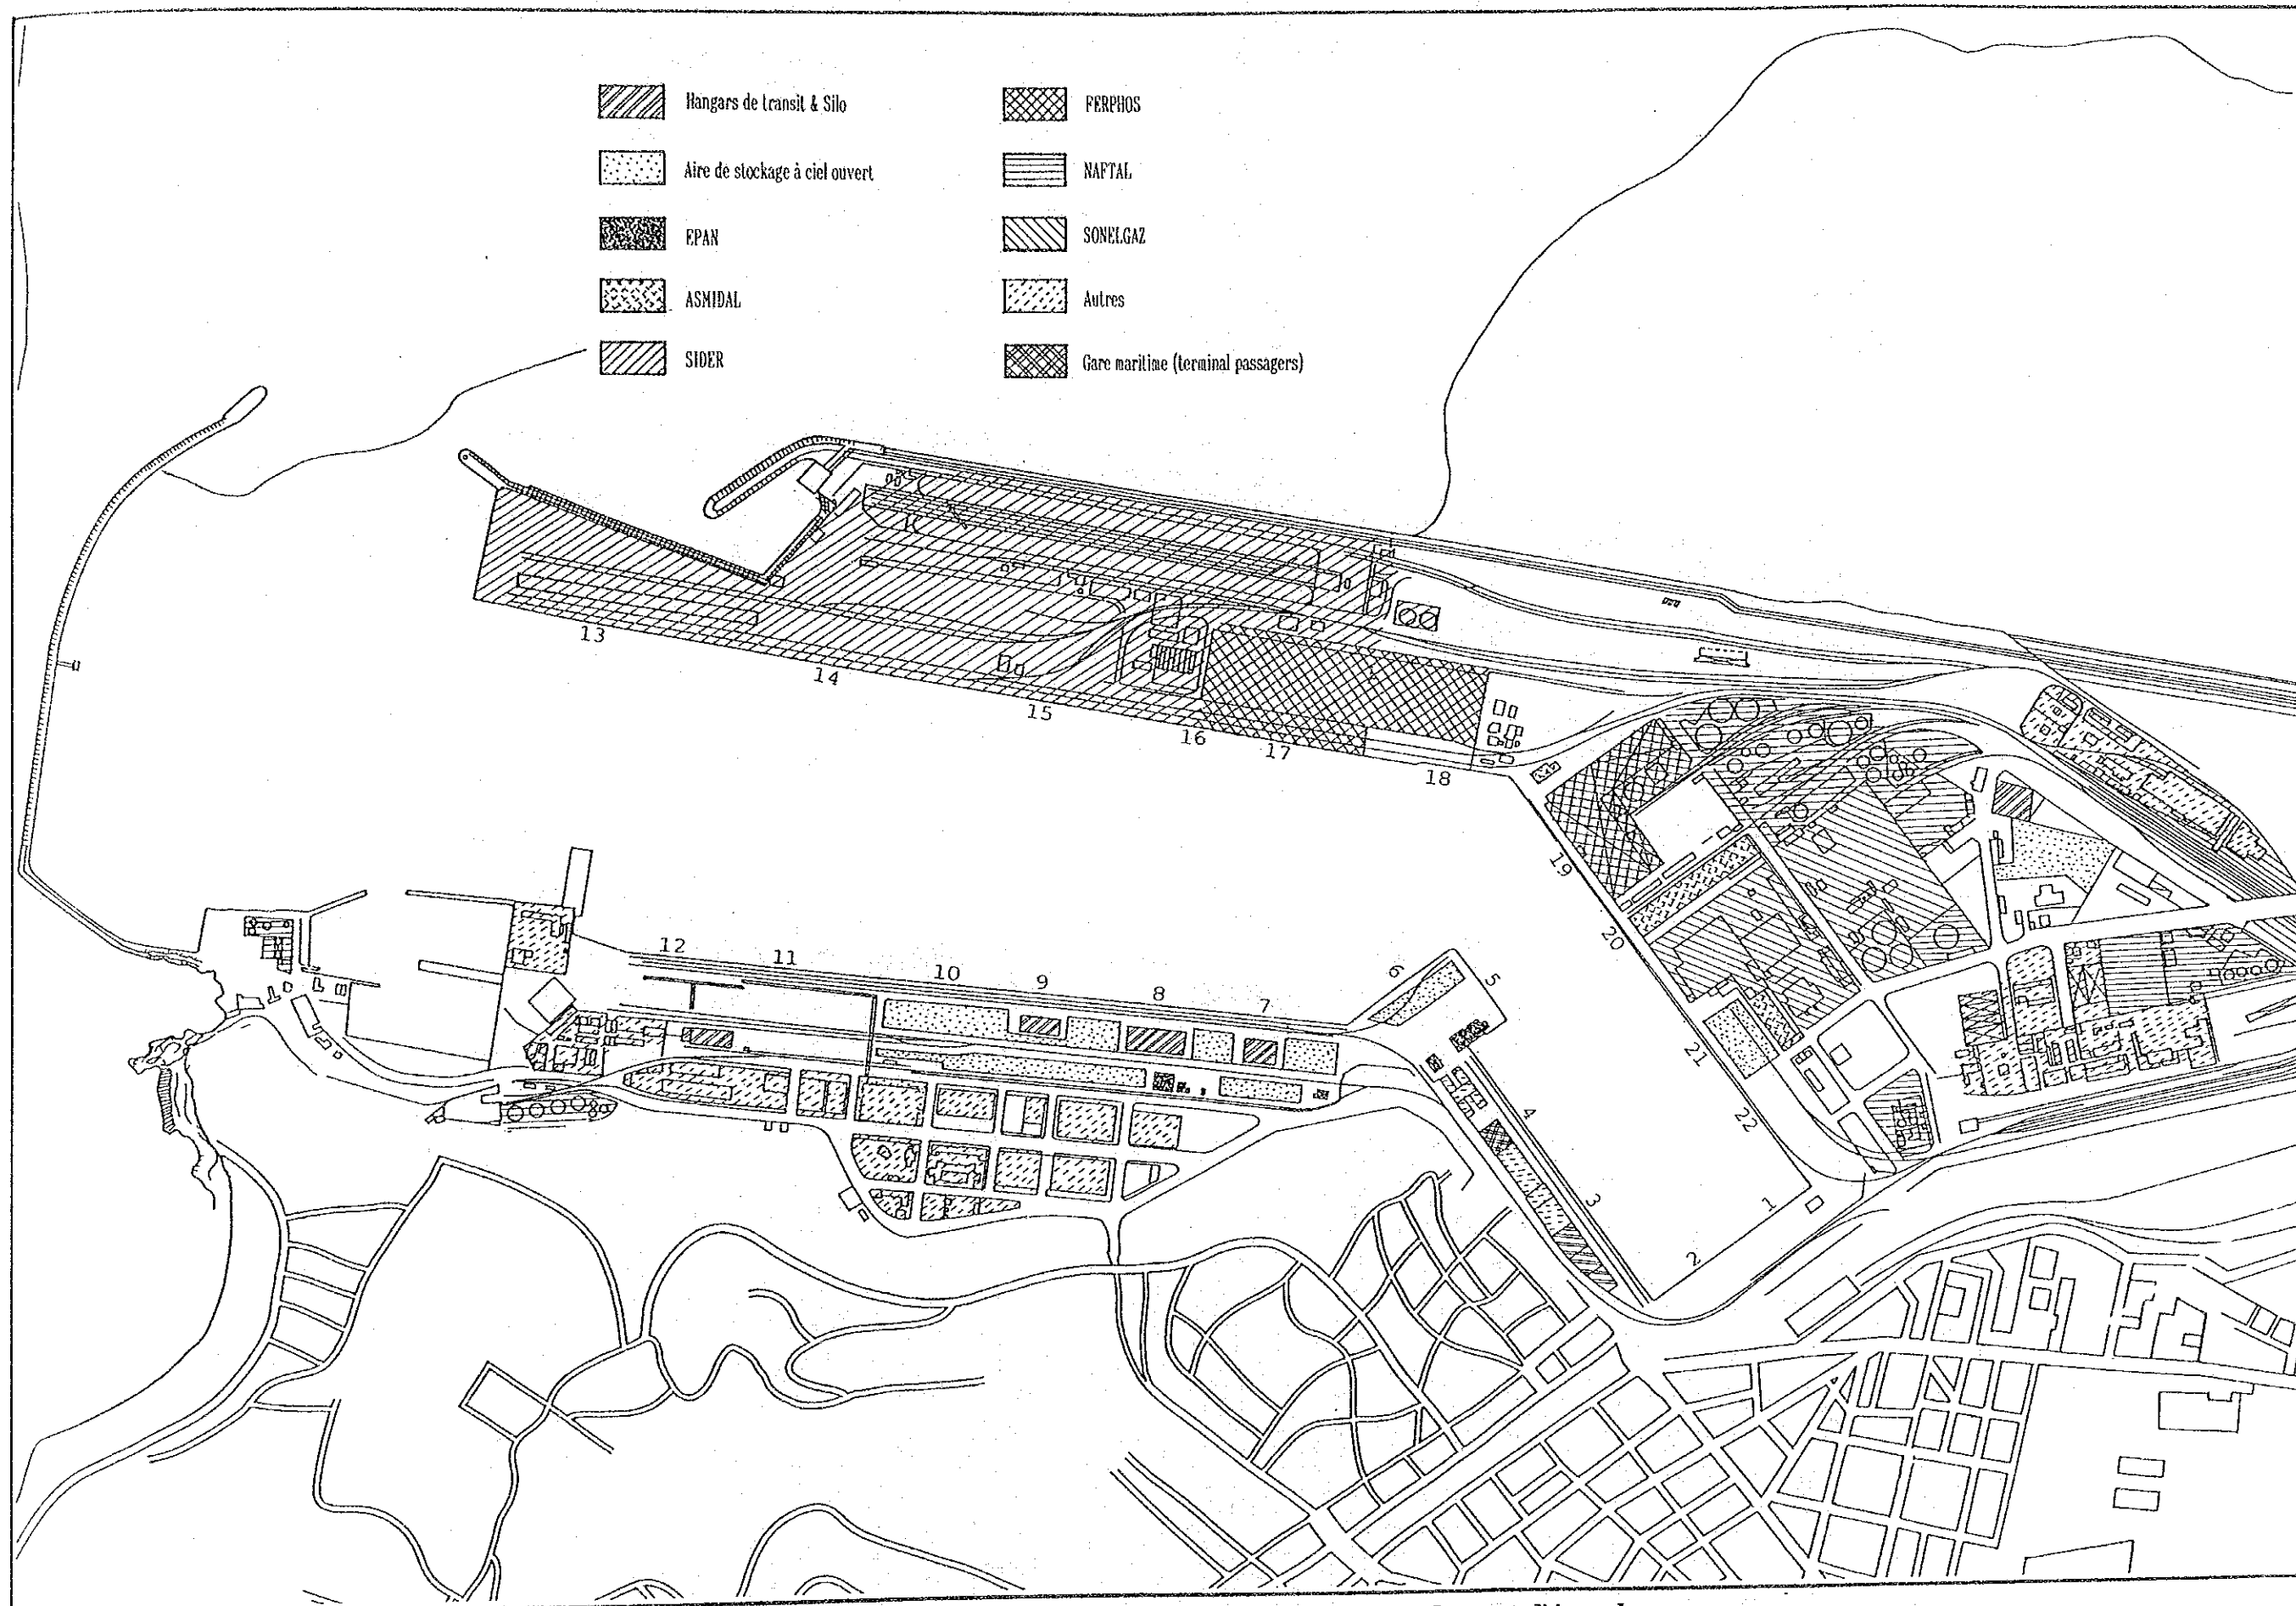 Hangars de transit & Silo
Aire de stockage à ciel ouvert
EPAN
ASMIDAL
SIDER
FERPHOS
NAFTAL
SONELGAZ
Autres
Gare maritime (terminal passagers)
13
14
15
16
17
18
19
20
21
22
12
11
10
9
8
7
6
5
4
3
2
1